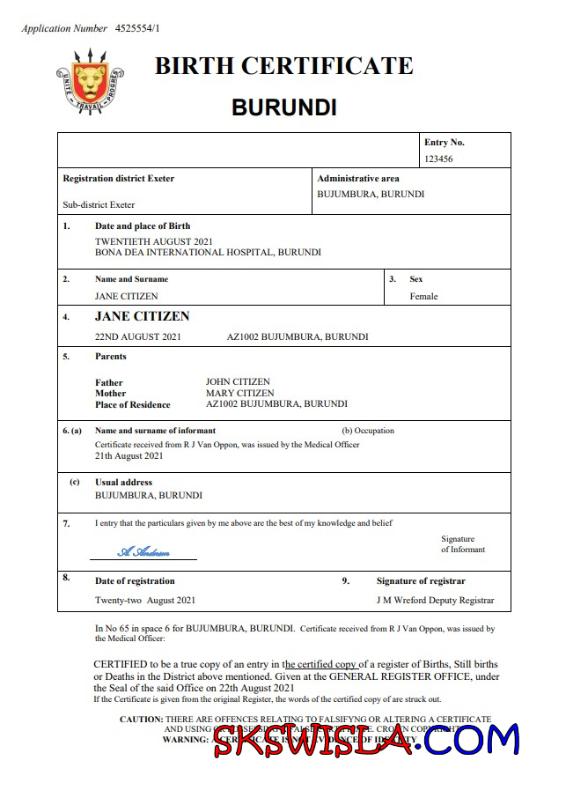 Application Number 4525554/1
BIRTH CERTIFICATE
UNITE TRAVAIL PROGRES
BURUNDI
Entry No.
123456
Registration district Exeter
Sub-district Exeter
Administrative area
BUJUMBURA, BURUNDI
1. Date and place of Birth
TWENTIETH AUGUST 2021
BONA DEA INTERNATIONAL HOSPITAL, BURUNDI
2. Name and Surname
JANE CITIZEN
3. Sex
Female
4. JANE CITIZEN
22ND AUGUST 2021 AZ1002 BUJUMBURA, BURUNDI
5. Parents
Father JOHN CITIZEN
Mother MARY CITIZEN
Place of Residence AZ1002 BUJUMBURA, BURUNDI
6. (a) Name and surname of informant (b) Occupation
Certificate received from R J Van Oppon, was issued by the Medical Officer
21th August 2021
(c) Usual address
BUJUMBURA, BURUNDI
7. I entry that the particulars given by me above are the best of my knowledge and belief
A. Andersen
Signature
of Informant
8. Date of registration
Twenty-two August 2021
9. Signature of registrar
J M Wreford Deputy Registrar
In No 65 in space 6 for BUJUMBURA, BURUNDI. Certificate received from R J Van Oppon, was issued by
the Medical Officer:
CERTIFIED to be a true copy of an entry in the certified copy of a register of Births, Still births
or Deaths in the District above mentioned. Given at the GENERAL REGISTER OFFICE, under
the Seal of the said Office on 22th August 2021
If the Certificate is given from the original Register, the words of the certified copy of are struck out.
CAUTION: THERE ARE OFFENCES RELATING TO FALSIFYNG OR ALTERING A CERTIFICATE
AND USING CROWN COPYRIGHT
WARNING: A CERTIFICATE IS NOT EVIDENCE OF IDENTITY
SKSWISLA.COM